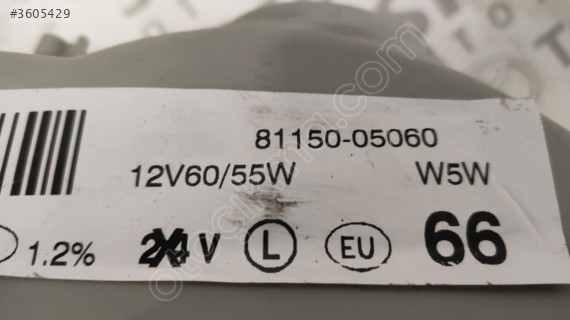 #3605429
81150-05060
12V60/55W W5W
1.2% 24V L EU 66